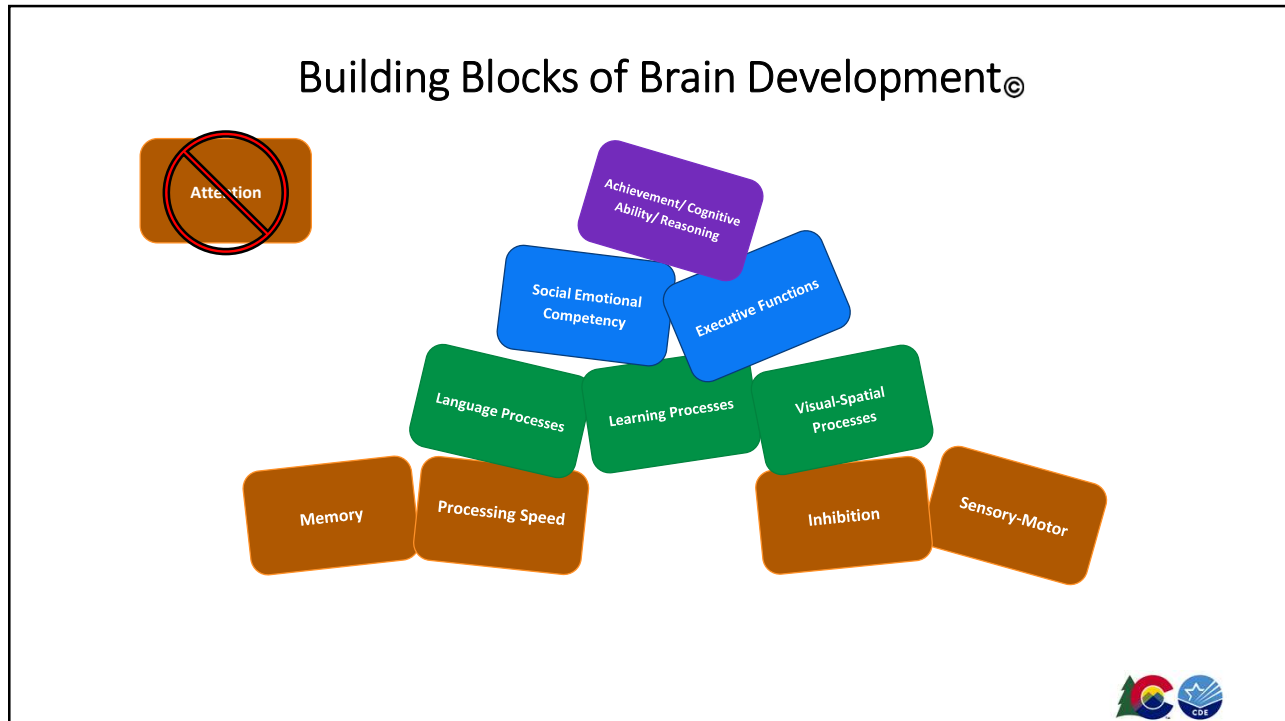 Building Blocks of Brain Development©
Attention
Achievement/ Cognitive
Ability/ Reasoning
Social Emotional
Competency
Executive Functions
Language Processes
Learning Processes
Visual-Spatial
Processes
Memory
Processing Speed
Inhibition
Sensory-Motor
CDE